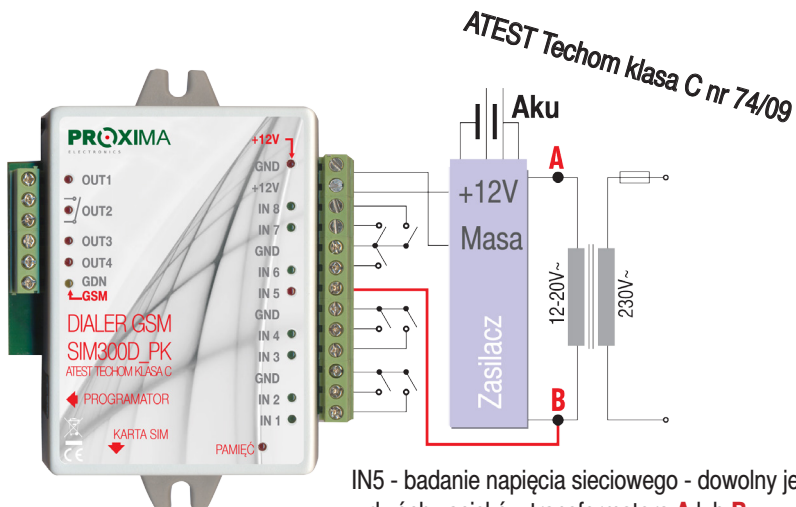 ATEST Techom klasa C nr 74/09
PROXIMA
ELECTRONICS
+12V
GND
+12V
IN 8
IN 7
GND
IN 6
IN 5
GND
IN 4
IN 3
GND
IN 2
IN 1
OUT1
OUT2
OUT3
OUT4
GDN
GSM
DIALER GSM
SIM300D_PK
ATEST TECHOM KLASA C
PROGRAMATOR
KARTA SIM
PAMIĘĆ
CE
Aku
+12V
Masa
Zasilacz
A
B
12-20V~
230V~
IN5 - badanie napięcia sieciowego - dowolny je
A lub B